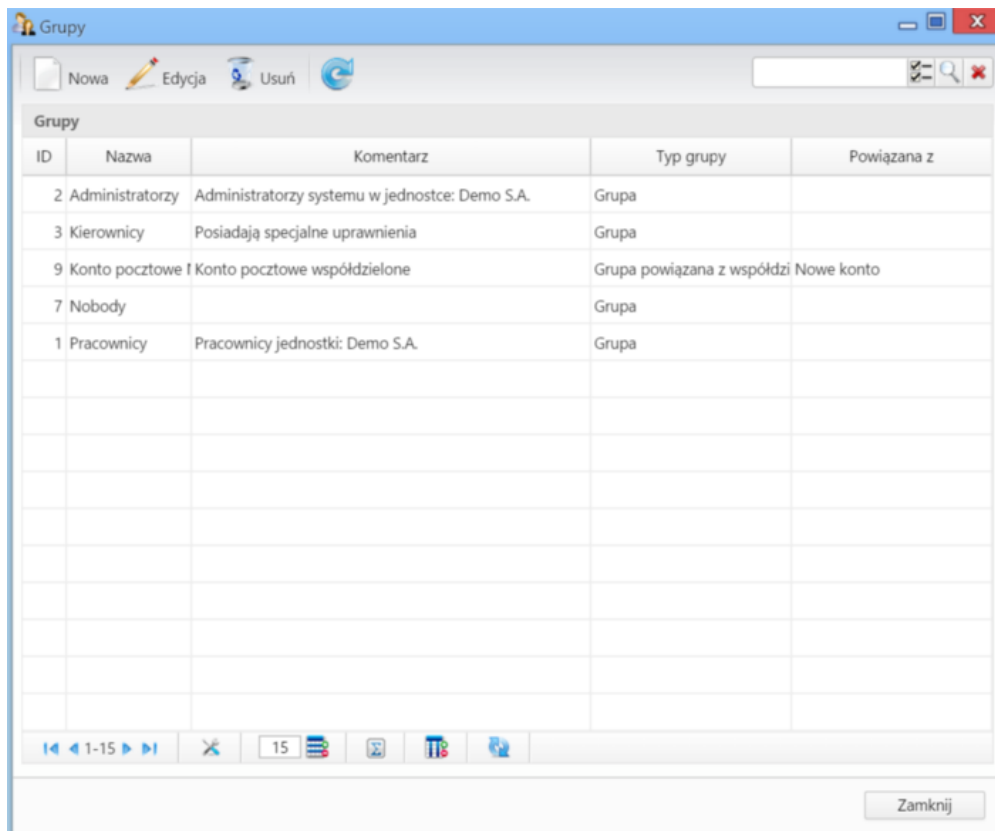 Grupy
Nowa Edycja Usuń
Grupy
ID Nazwa Komentarz Typ grupy Powiązana z
2 Administratorzy Administratorzy systemu w jednostce: Demo S.A. Grupa
3 Kierownicy Posiadają specjalne uprawnienia Grupa
9 Konto pocztowe Konto pocztowe współdzielone Grupa powiązana z współdzi Nowe konto
7 Nobody Grupa
1 Pracownicy Pracownicy jednostki: Demo S.A. Grupa
1-15 15
Zamknij